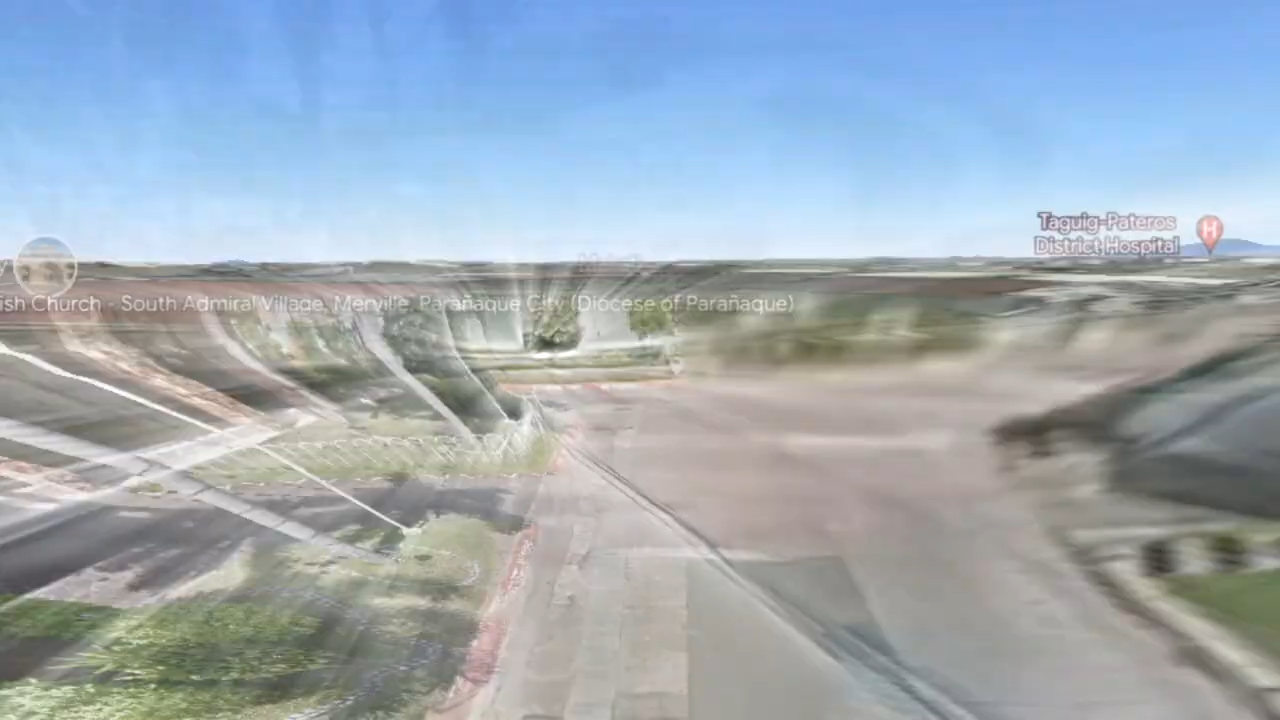 Taguig-Pateros
District Hospital
H
ish Church - South Admiral Village, Merville, Parañaque City (Diocese of Parañaque)